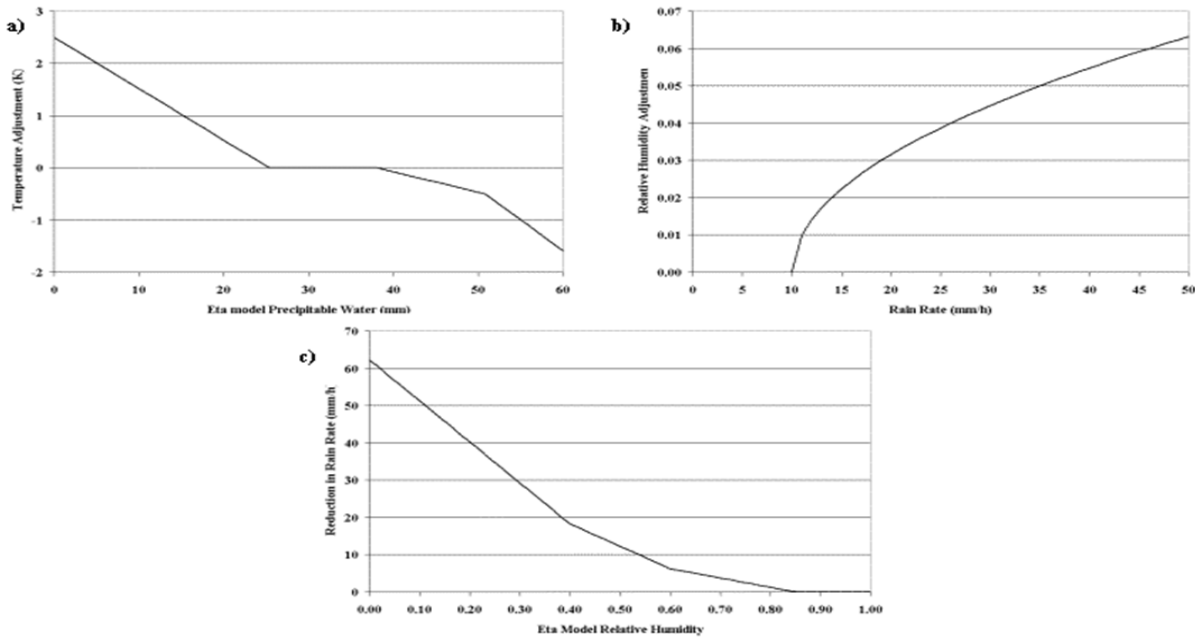 a)
3
2
1
0
-1
-2
Temperature Adjustment (K)
0 10 20 30 40 50 60
Eta model Precipitable Water (mm)
b)
0.07
0.06
0.05
0.04
0.03
0.02
0.01
0.00
Relative Humidity Adjustmen
0 5 10 15 20 25 30 35 40 45 50
Rain Rate (mm/h)
c)
70
60
50
40
30
20
10
0
Reduction in Rain Rate (mm/h)
0.00 0.10 0.20 0.30 0.40 0.50 0.60 0.70 0.80 0.90 1.00
Eta Model Relative Humidity